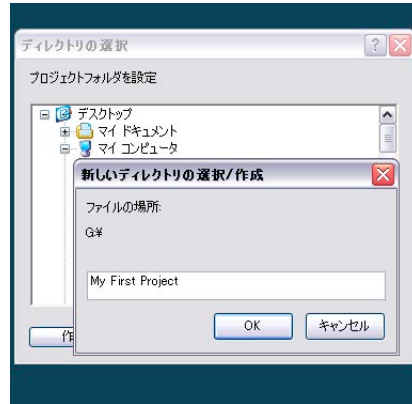 ディレクトリの選択
プロジェクトフォルダを設定
デスクトップ
マイ ドキュメント
マイ コンピュータ
新しいディレクトリの選択/作成
ファイルの場所:
G:¥
My First Project
OK
キャンセル
作